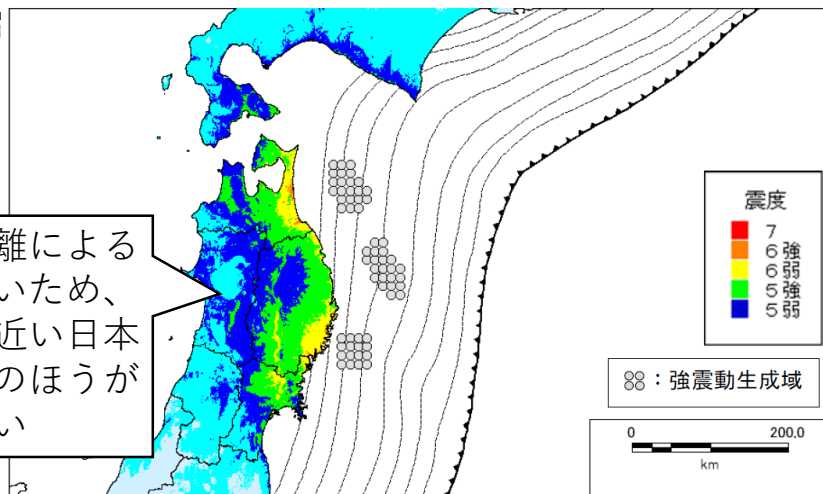 離による
いため、
近い日本
のほうが
い
震度
7
6強
6弱
5強
5弱
：強震動生成域
0 200.0
km